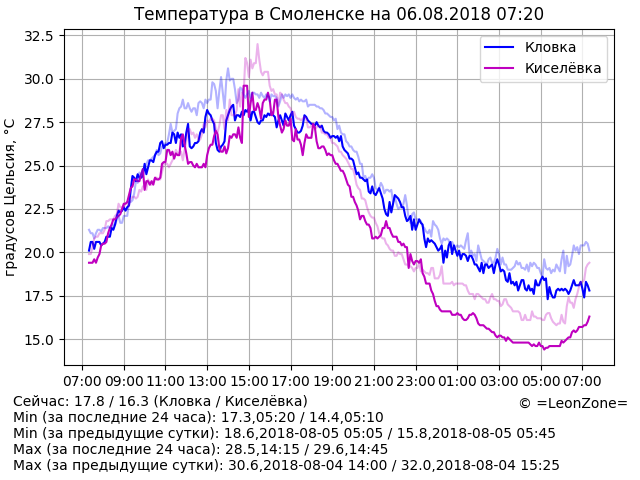 Температура в Смоленске на 06.08.2018 07:20
градусов Цельсия, °C
32.5
30.0
27.5
25.0
22.5
20.0
17.5
15.0
Кловка
Киселёвка
07:00 09:00 11:00 13:00 15:00 17:00 19:00 21:00 23:00 01:00 03:00 05:00 07:00
Сейчас: 17.8 / 16.3 (Кловка / Киселёвка)
© =LeonZone=
Min (за последние 24 часа): 17.3,05:20 / 14.4,05:10
Min (за предыдущие сутки): 18.6,2018-08-05 05:05 / 15.8,2018-08-05 05:45
Max (за последние 24 часа): 28.5,14:15 / 29.6,14:45
Max (за предыдущие сутки): 30.6,2018-08-04 14:00 / 32.0,2018-08-04 15:25